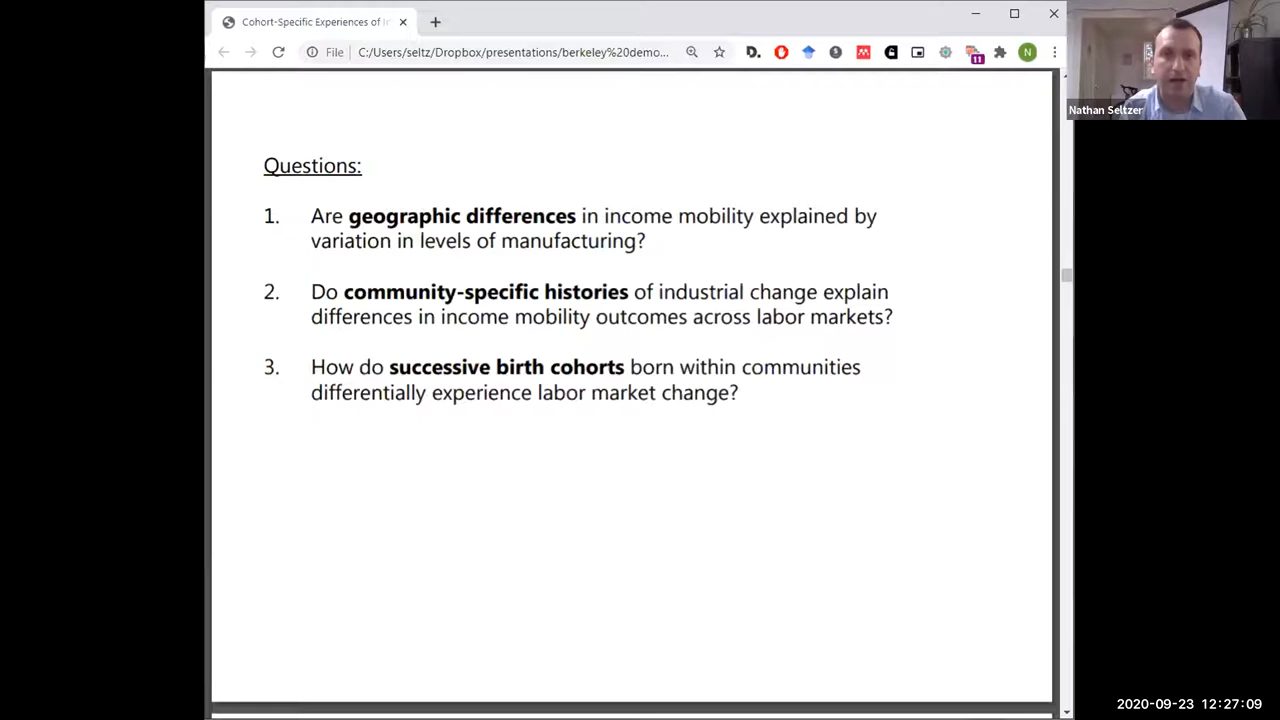 Cohort-Specific Experiences of
File
C:/Users/seltz/Dropbox/presentations/berkeley%20demo...
D.
11
N
Nathan Seltzer
Questions:
1. Are geographic differences in income mobility explained by
variation in levels of manufacturing?
2. Do community-specific histories of industrial change explain
differences in income mobility outcomes across labor markets?
3. How do successive birth cohorts born within communities
differentially experience labor market change?
2020-09-23 12:27:09